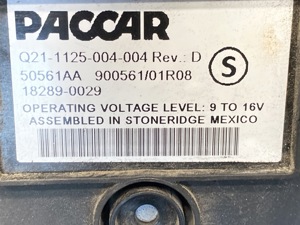 PACCAR
Q21-1125-004-004 Rev.: D
50561AA 900561/01R08
S
18289-0029
OPERATING VOLTAGE LEVEL: 9 TO 16V
ASSEMBLED IN STONERIDGE MEXICO